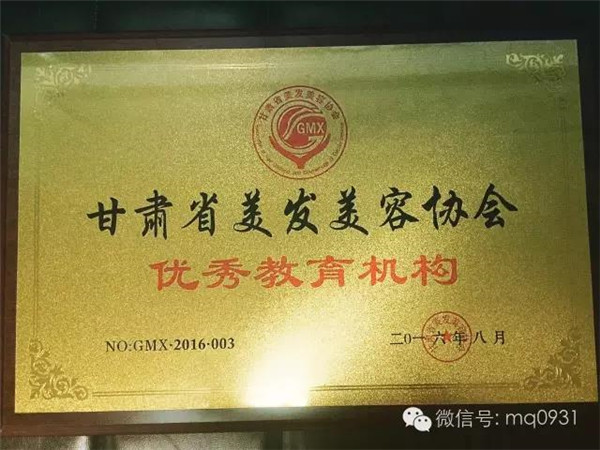 甘肃省美发美容协会
GMX
甘肃省美发美容协会
优秀教育机构
NO:GMX·2016·003
二0一六年八月
微信号: mq0931